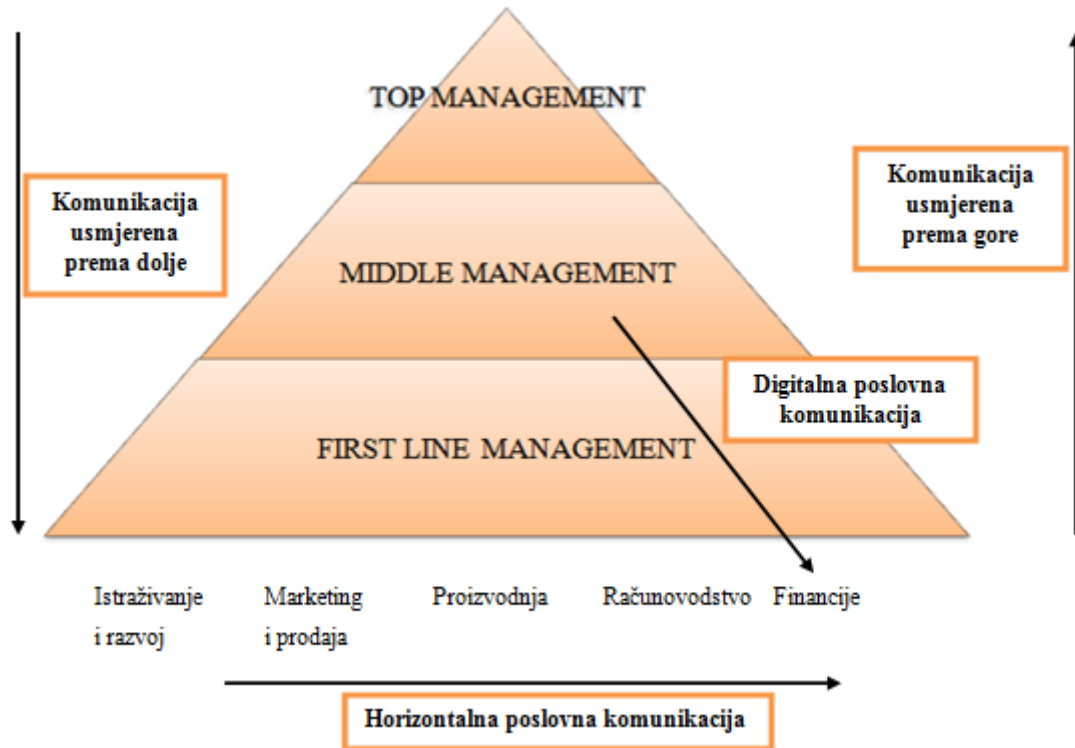 TOP MANAGEMENT
Komunikacija
usmjerena
prema dolje
Komunikacija
usmjerena
prema gore
MIDDLE MANAGEMENT
Digitalna poslovna
komunikacija
FIRST LINE MANAGEMENT
Istraživanje
i razvoj
Marketing
i prodaja
Proizvodnja
Računovodstvo
Financije
Horizontalna poslovna komunikacija